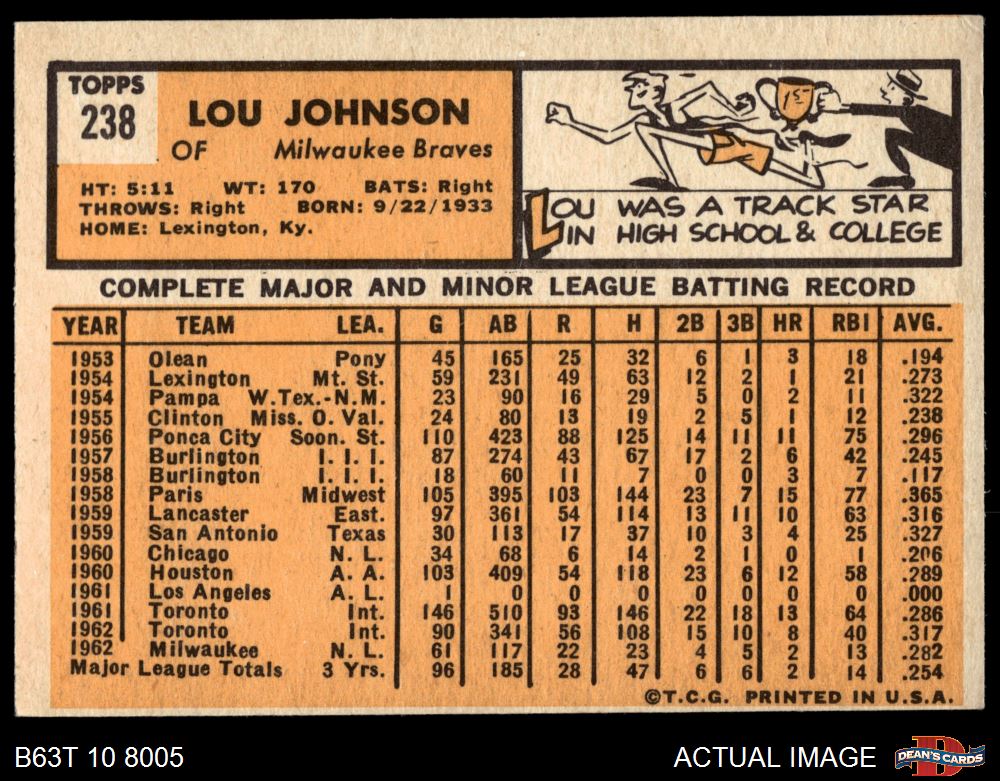 TOPPS
238
LOU JOHNSON
OF Milwaukee Braves
HT: 5:11 WT: 170 BATS: Right
THROWS: Right BORN: 9/22/1933
HOME: Lexington, Ky.
1ST
LOU WAS A TRACK STAR
IN HIGH SCHOOL & COLLEGE
COMPLETE MAJOR AND MINOR LEAGUE BATTING RECORD
YEAR TEAM LEA. G AB R H 2B 3B HR RBI AVG.
1953 Olean Pony 45 165 25 32 6 1 3 18 .194
1954 Lexington Mt. St. 59 231 49 63 12 2 1 21 .273
1954 Pampa W.Tex.-N.M. 23 90 16 29 5 0 2 11 .322
1955 Clinton Miss. O. Val. 24 80 13 19 2 5 1 12 .238
1956 Ponca City Soon. St. 110 423 88 125 14 11 11 75 .296
1957 Burlington I. I. I. 87 274 43 67 17 2 6 42 .245
1958 Burlington I. I. I. 18 60 11 7 0 0 3 7 .117
1958 Paris Midwest 105 395 103 144 23 7 15 77 .365
1959 Lancaster East. 97 361 54 114 13 11 10 63 .316
1959 San Antonio Texas 30 113 17 37 10 3 4 25 .327
1960 Chicago N. L. 34 68 6 14 2 1 0 1 .206
1960 Houston A. A. 103 409 54 118 23 6 12 58 .289
1961 Los Angeles A. L. 1 0 0 0 0 0 0 0 .000
1961 Toronto Int. 146 510 93 146 22 18 13 64 .286
1962 Toronto Int. 90 341 56 108 15 10 8 40 .317
1962 Milwaukee N. L. 61 117 22 23 4 5 2 13 .282
Major League Totals 3 Yrs. 96 185 28 47 6 6 2 14 .254
©T.C.G. PRINTED IN U.S.A.
B63T 10 8005
ACTUAL IMAGE
D
DEAN'S CARDS